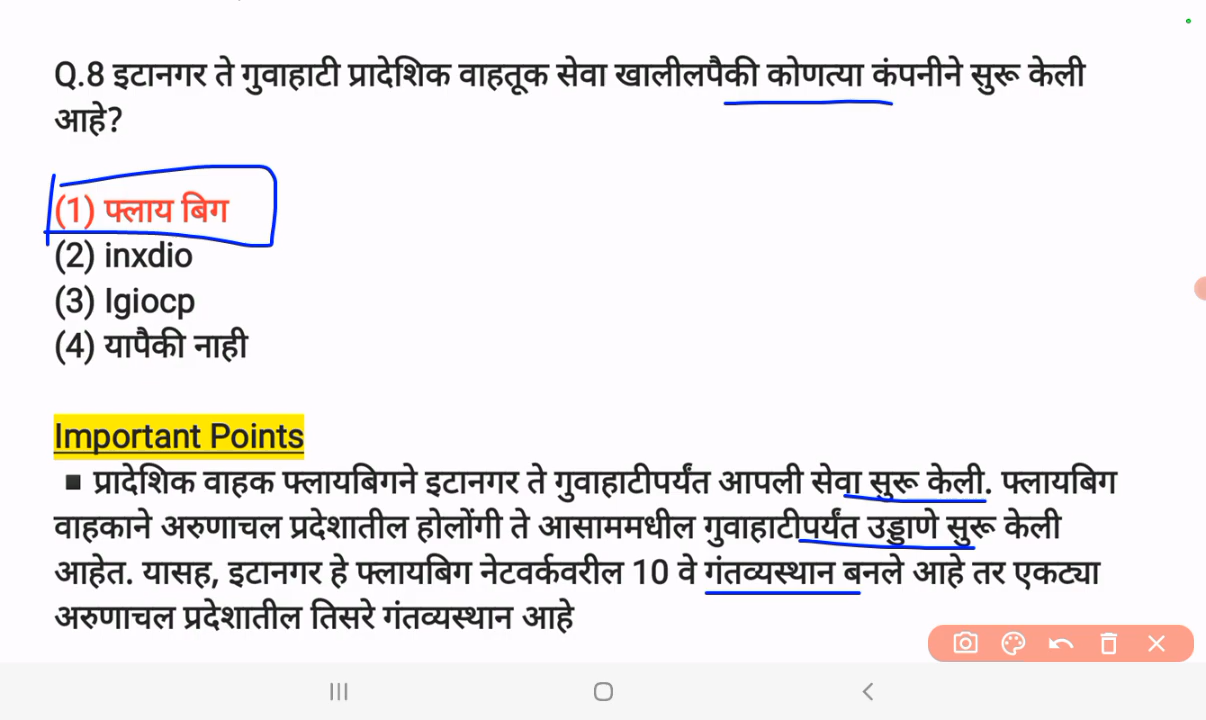 Q.8 इटानगर ते गुवाहाटी प्रादेशिक वाहतूक सेवा खालीलपैकी कोणत्या कंपनीने सुरू केली
आहे?
(1) फ्लाय बिग
(2) inxdio
(3) lgiocp
(4) यापैकी नाही
Important Points
▪ प्रादेशिक वाहक फ्लायबिगने इटानगर ते गुवाहाटीपर्यंत आपली सेवा सुरू केली. फ्लायबिग
वाहकाने अरुणाचल प्रदेशातील होलोंगी ते आसाममधील गुवाहाटीपर्यंत उड्डाणे सुरू केली
आहेत. यासह, इटानगर हे फ्लायबिग नेटवर्कवरील 10 वे गंतव्यस्थान बनले आहे तर एकट्या
अरुणाचल प्रदेशातील तिसरे गंतव्यस्थान आहे